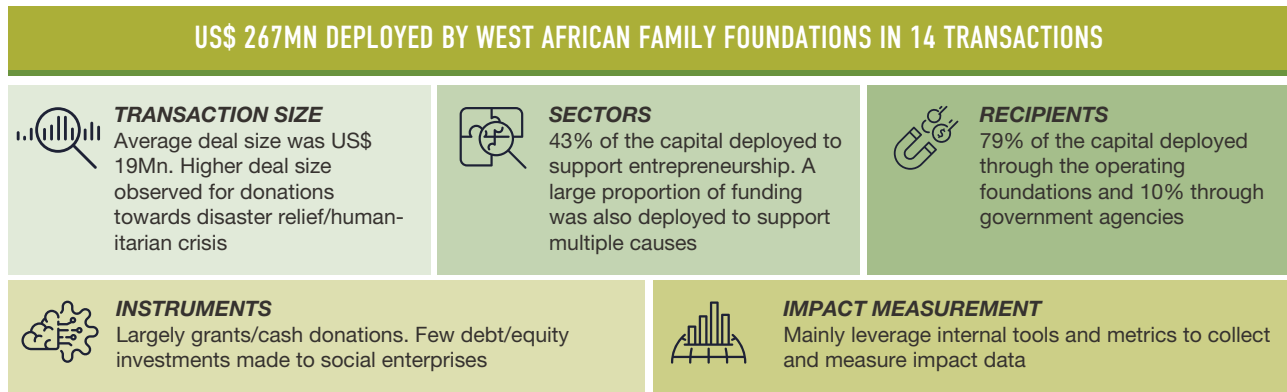 US$ 267MN DEPLOYED BY WEST AFRICAN FAMILY FOUNDATIONS IN 14 TRANSACTIONS
TRANSACTION SIZE
Average deal size was US$
19Mn. Higher deal size
observed for donations
towards disaster relief/human-
itarian crisis
SECTORS
43% of the capital deployed to
support entrepreneurship. A
large proportion of funding
was also deployed to support
multiple causes
RECIPIENTS
79% of the capital deployed
through the operating
foundations and 10% through
government agencies
INSTRUMENTS
Largely grants/cash donations. Few debt/equity
investments made to social enterprises
IMPACT MEASUREMENT
Mainly leverage internal tools and metrics to collect
and measure impact data